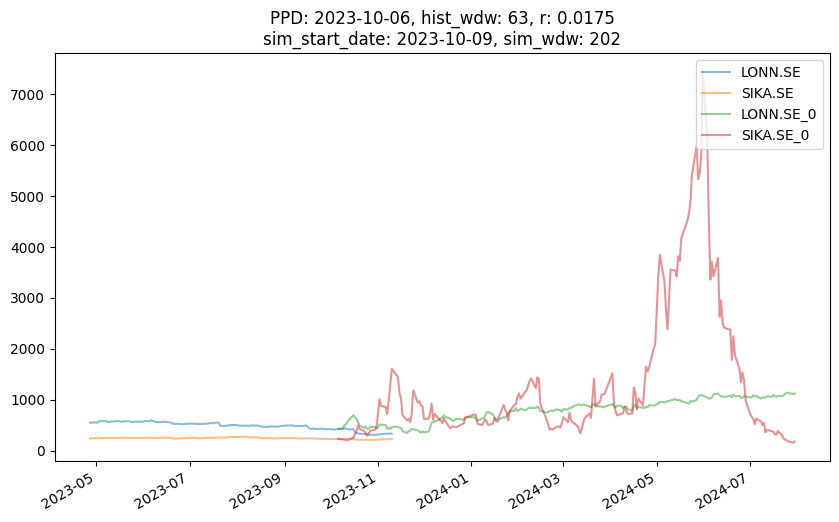 PPD: 2023-10-06, hist_wdw: 63, r: 0.0175
sim_start_date: 2023-10-09, sim_wdw: 202
LONN.SE
SIKA.SE
LONN.SE_0
SIKA.SE_0
7000
6000
5000
4000
3000
2000
1000
0
2023-05
2023-07
2023-09
2023-11
2024-01
2024-03
2024-05
2024-07